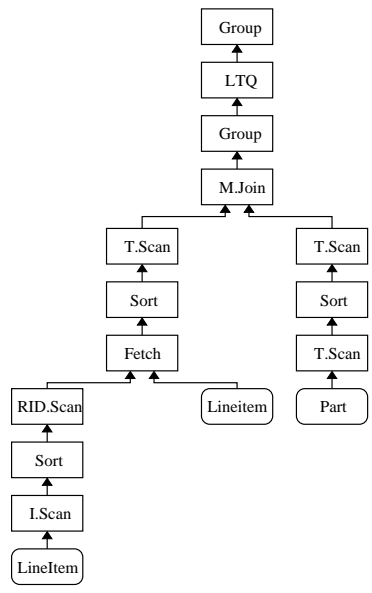 Group
LTQ
Group
M.Join
T.Scan
T.Scan
Sort
Sort
Fetch
T.Scan
RID.Scan
Lineitem
Part
Sort
I.Scan
LineItem